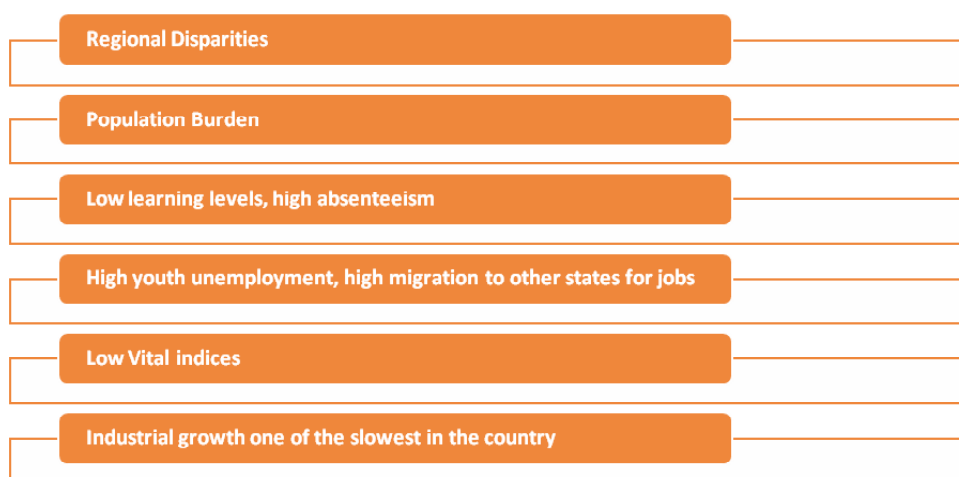 Regional Disparities
Population Burden
Low learning levels, high absenteeism
High youth unemployment, high migration to other states for jobs
Low Vital indices
Industrial growth one of the slowest in the country